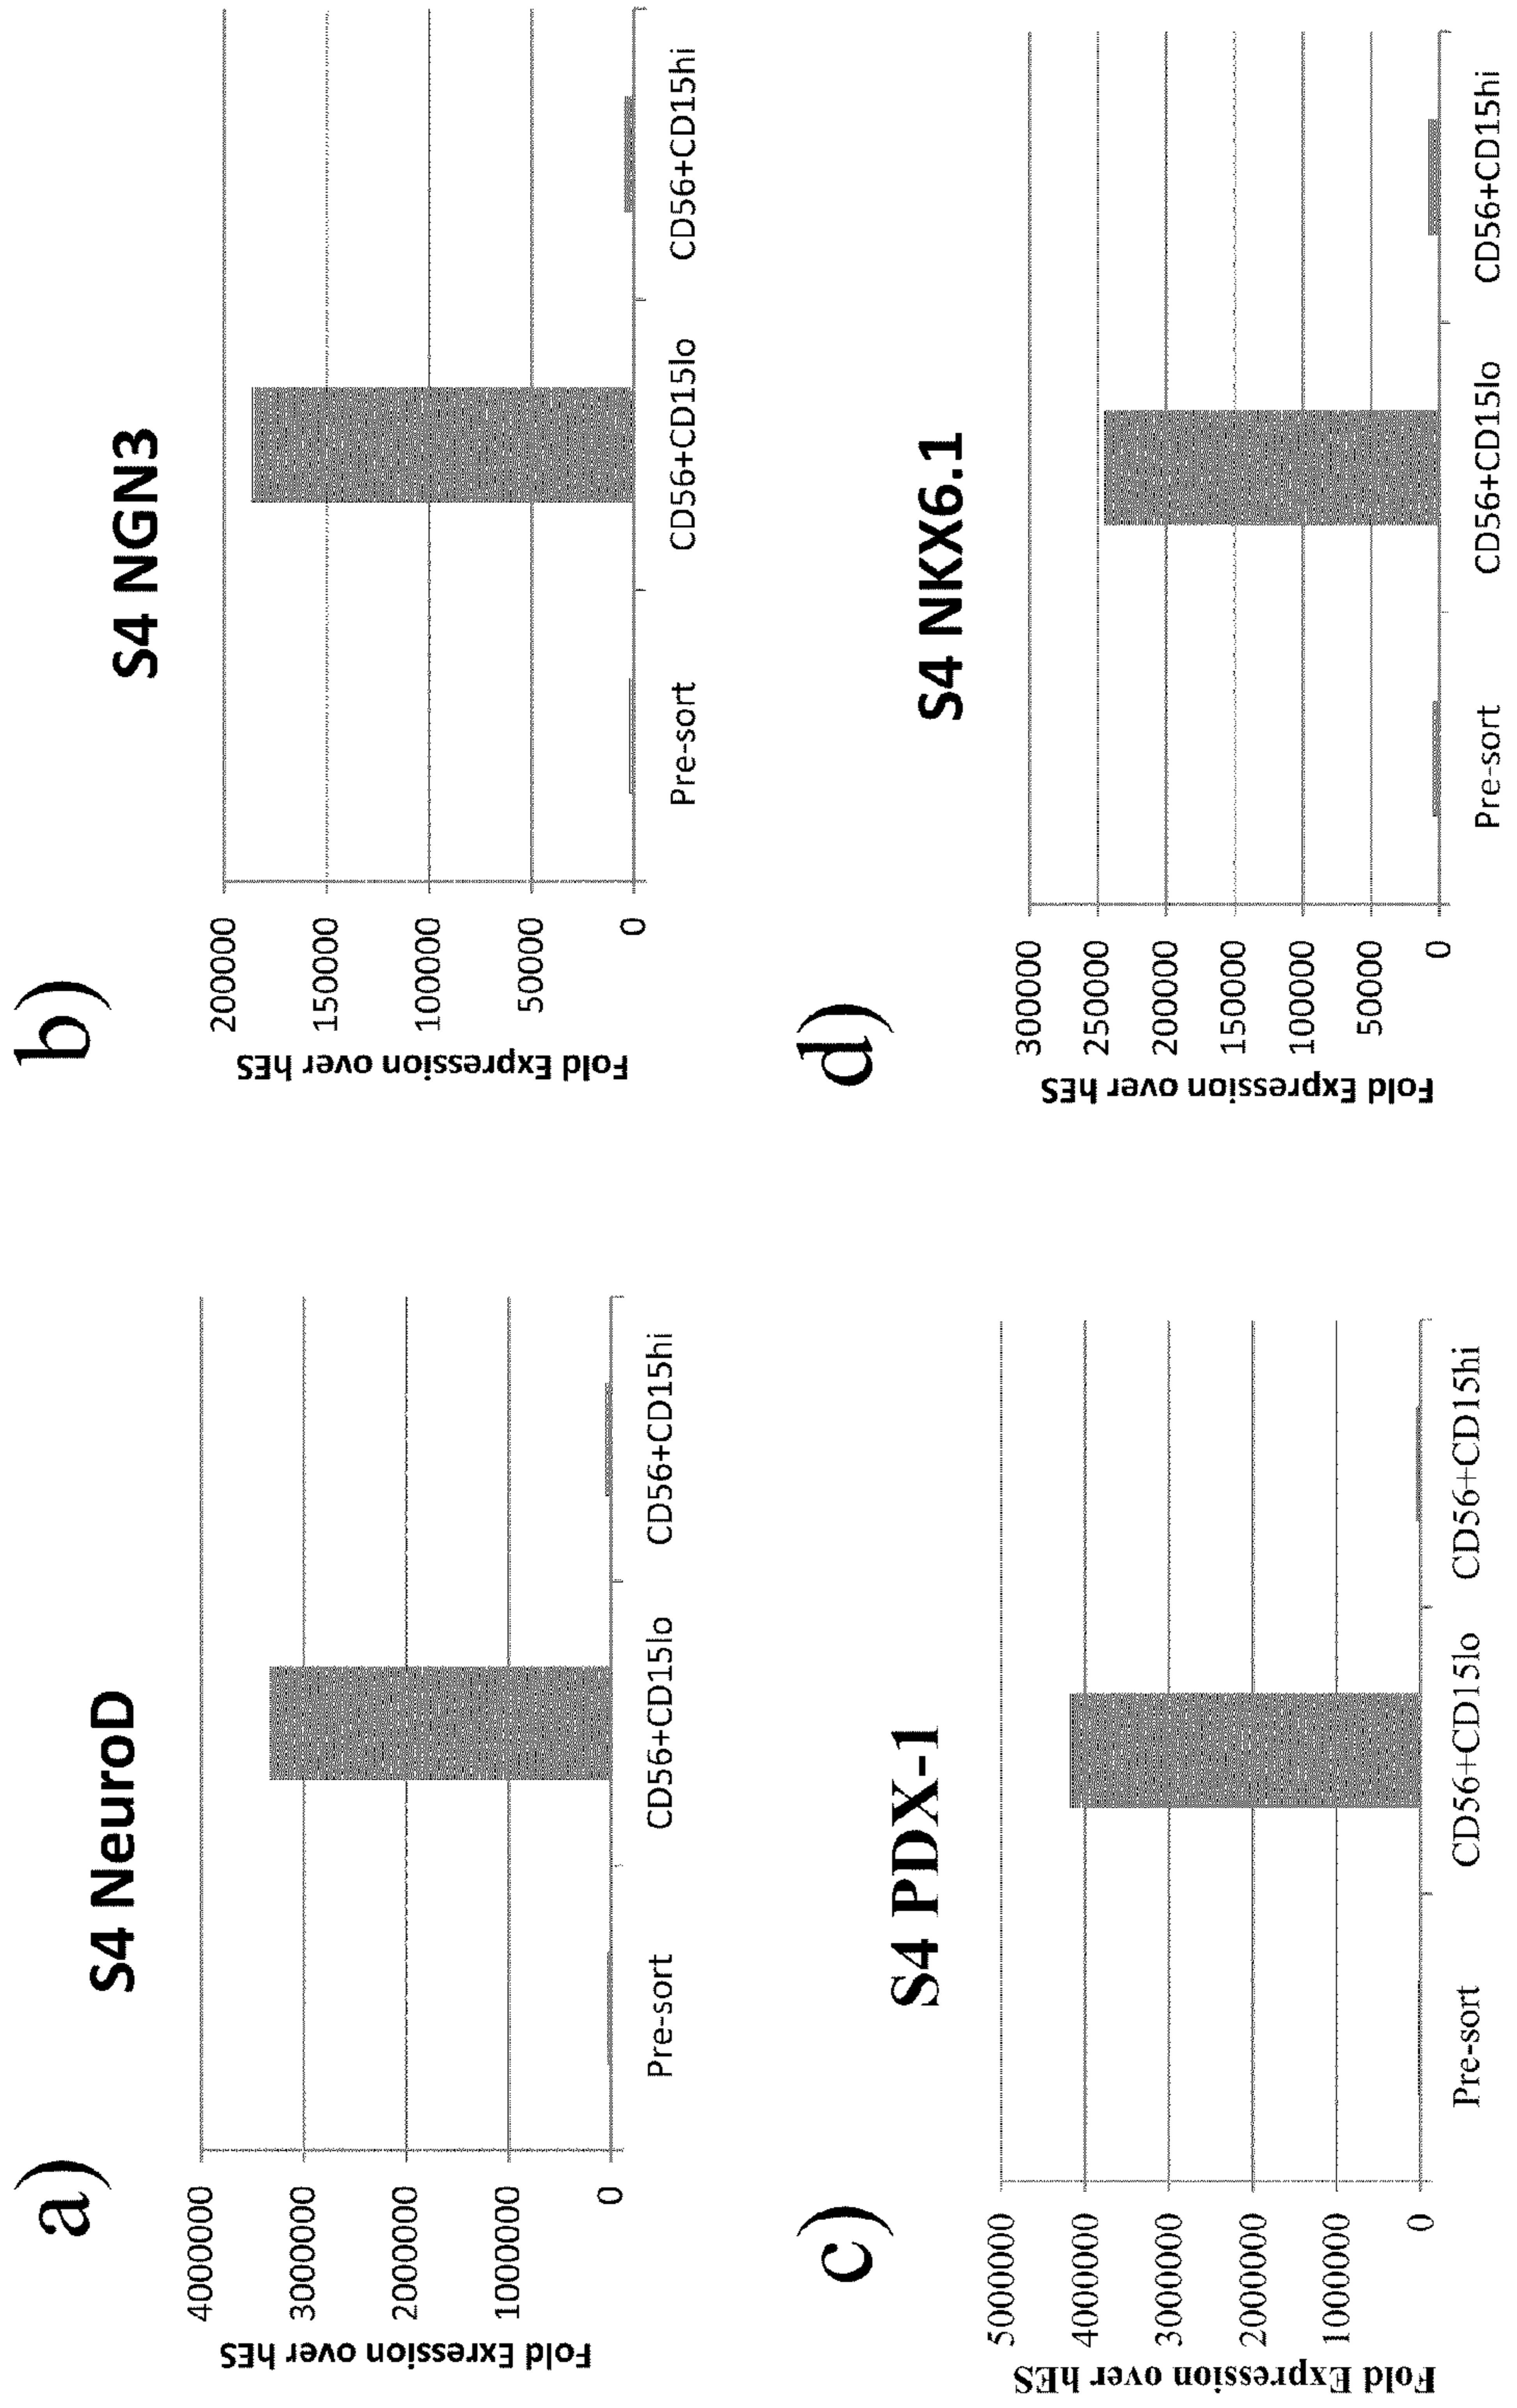 a)
S4 NeuroD
Fold Exression over hES
4000000
3000000
2000000
1000000
0
Pre-sort
CD56+CD15lo
CD56+CD15hi
b)
S4 NGN3
Fold Expression over hES
200000
150000
100000
50000
0
Pre-sort
CD56+CD15lo
CD56+CD15hi
c)
S4 PDX-1
Fold Expression over hES
5000000
4000000
3000000
2000000
1000000
0
Pre-sort
CD56+CD15lo
CD56+CD15hi
d)
S4 NKX6.1
Fold Expression over hES
300000
250000
200000
150000
100000
50000
0
Pre-sort
CD56+CD15lo
CD56+CD15hi